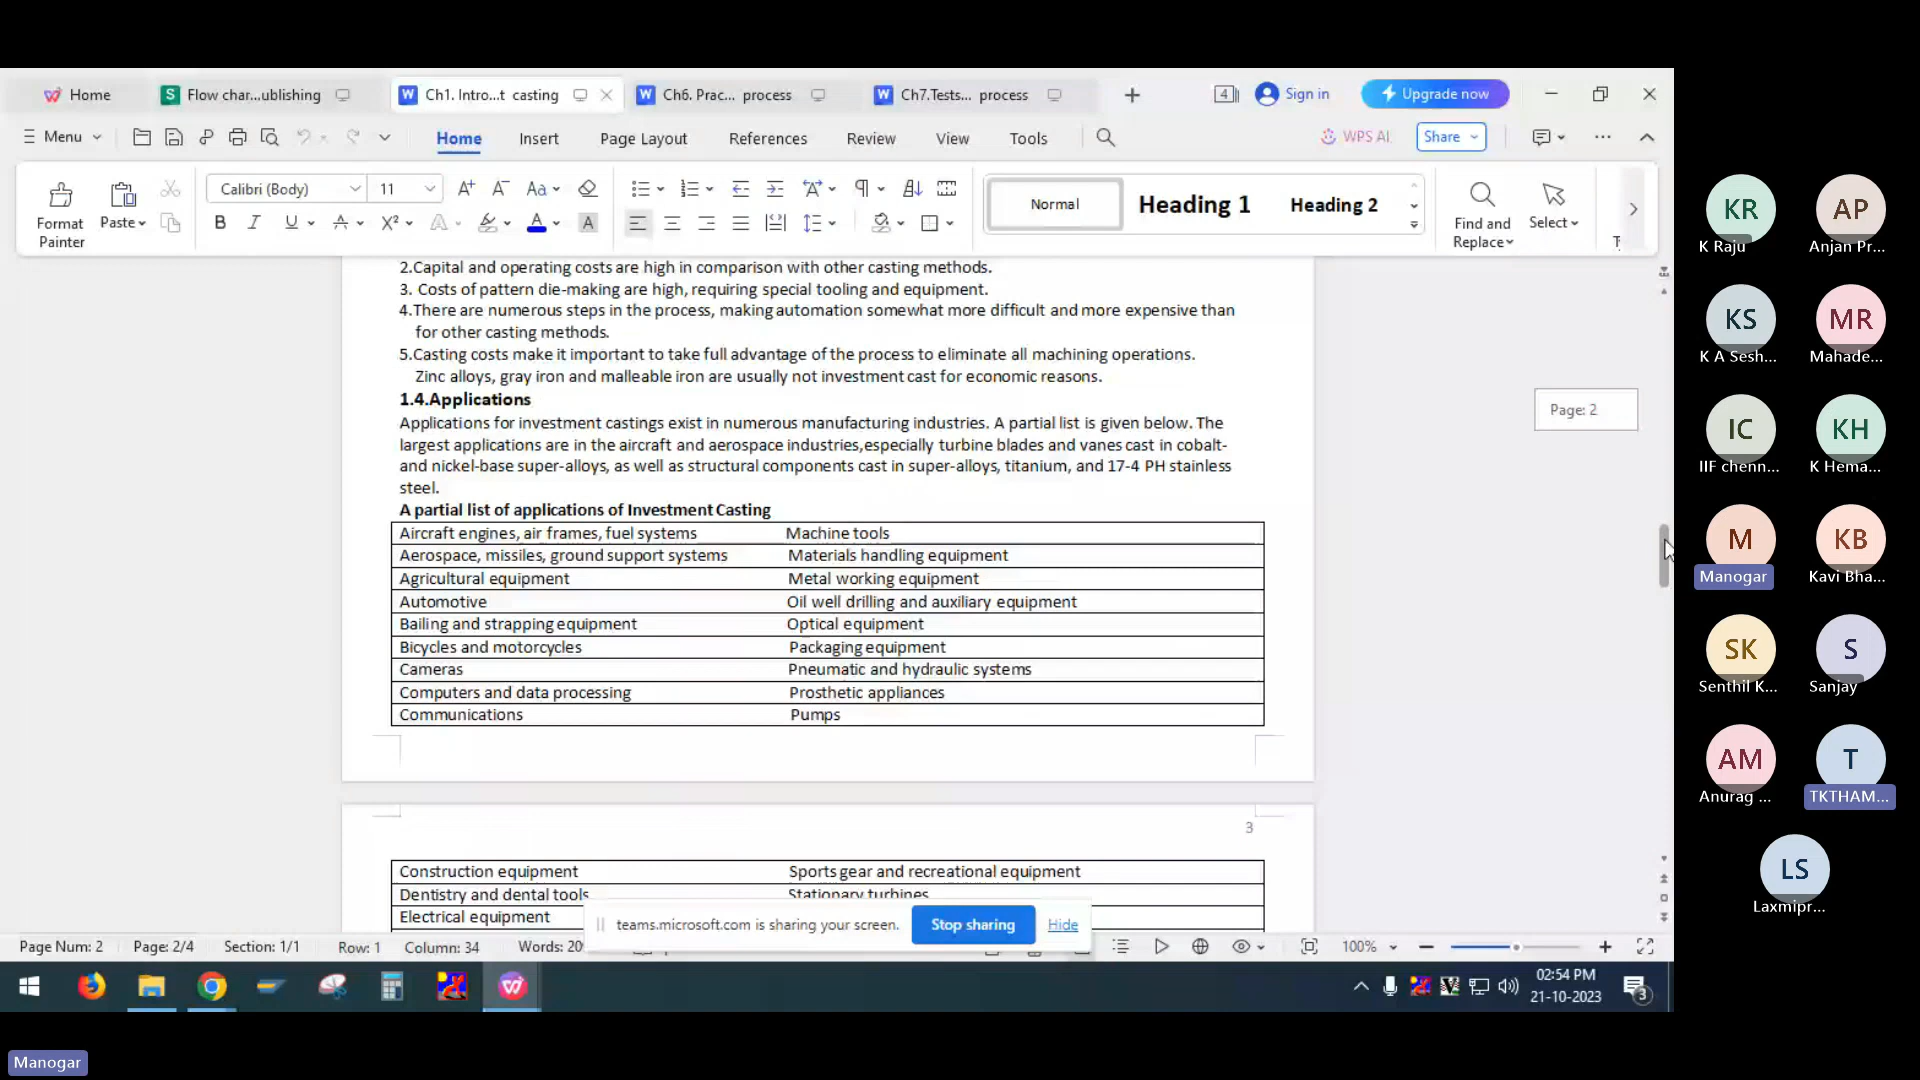 Home
Flow char...ublishing
Ch1. Intro...t casting
Ch6. Prac... process
Ch7.Tests... process
4
Sign in
Upgrade now
Menu
Home
Insert
Page Layout
References
Review
View
Tools
WPS AI
Share
Format
Painter
Paste
Calibri (Body)
11
Normal
Heading 1
Heading 2
Find and
Replace
Select
2.Capital and operating costs are high in comparison with other casting methods.
3. Costs of pattern die-making are high, requiring special tooling and equipment.
4.There are numerous steps in the process, making automation somewhat more difficult and more expensive than
for other casting methods.
5.Casting costs make it important to take full advantage of the process to eliminate all machining operations.
Zinc alloys, gray iron and malleable iron are usually not investment cast for economic reasons.
1.4.Applications
Applications for investment castings exist in numerous manufacturing industries. A partial list is given below. The
largest applications are in the aircraft and aerospace industries,especially turbine blades and vanes cast in cobalt-
and nickel-base super-alloys, as well as structural components cast in super-alloys, titanium, and 17-4 PH stainless
steel.
A partial list of applications of Investment Casting
Aircraft engines, air frames, fuel systems Machine tools
Aerospace, missiles, ground support systems Materials handling equipment
Agricultural equipment Metal working equipment
Automotive Oil well drilling and auxiliary equipment
Bailing and strapping equipment Optical equipment
Bicycles and motorcycles Packaging equipment
Cameras Pneumatic and hydraulic systems
Computers and data processing Prosthetic appliances
Communications Pumps
Page: 2
3
Construction equipment Sports gear and recreational equipment
Dentistry and dental tools Stationary turbines
Electrical equipment
teams.microsoft.com is sharing your screen.
Stop sharing
Hide
Page Num: 2
Page: 2/4
Section: 1/1
Row: 1
Column: 34
Words: 20
100%
02:54 PM
21-10-2023
3
KR
K Raju
AP
Anjan Pr...
KS
K A Sesh...
MR
Mahade...
IC
IIF chenn...
KH
K Hema...
M
Manogar
KB
Kavi Bha...
SK
Senthil K...
S
Sanjay
AM
Anurag ...
T
TKTHAM...
LS
Laxmipr...
Manogar